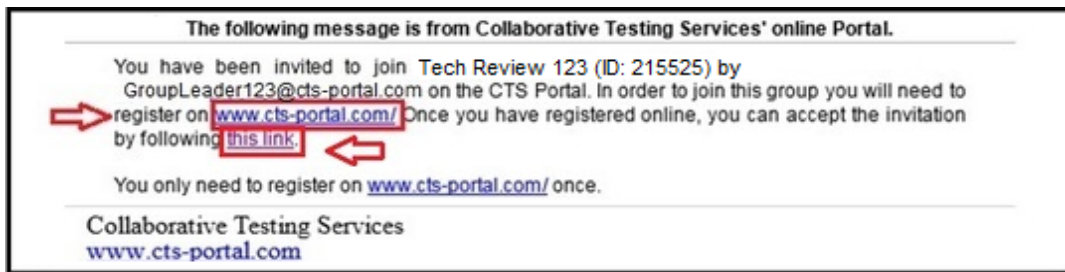 The following message is from Collaborative Testing Services' online Portal.
You have been invited to join Tech Review 123 (ID: 215525) by
GroupLeader123@cts-portal.com on the CTS Portal. In order to join this group you will need to
register on www.cts-portal.com/ Once you have registered online, you can accept the invitation
by following this link.
You only need to register on www.cts-portal.com/ once.
Collaborative Testing Services
www.cts-portal.com